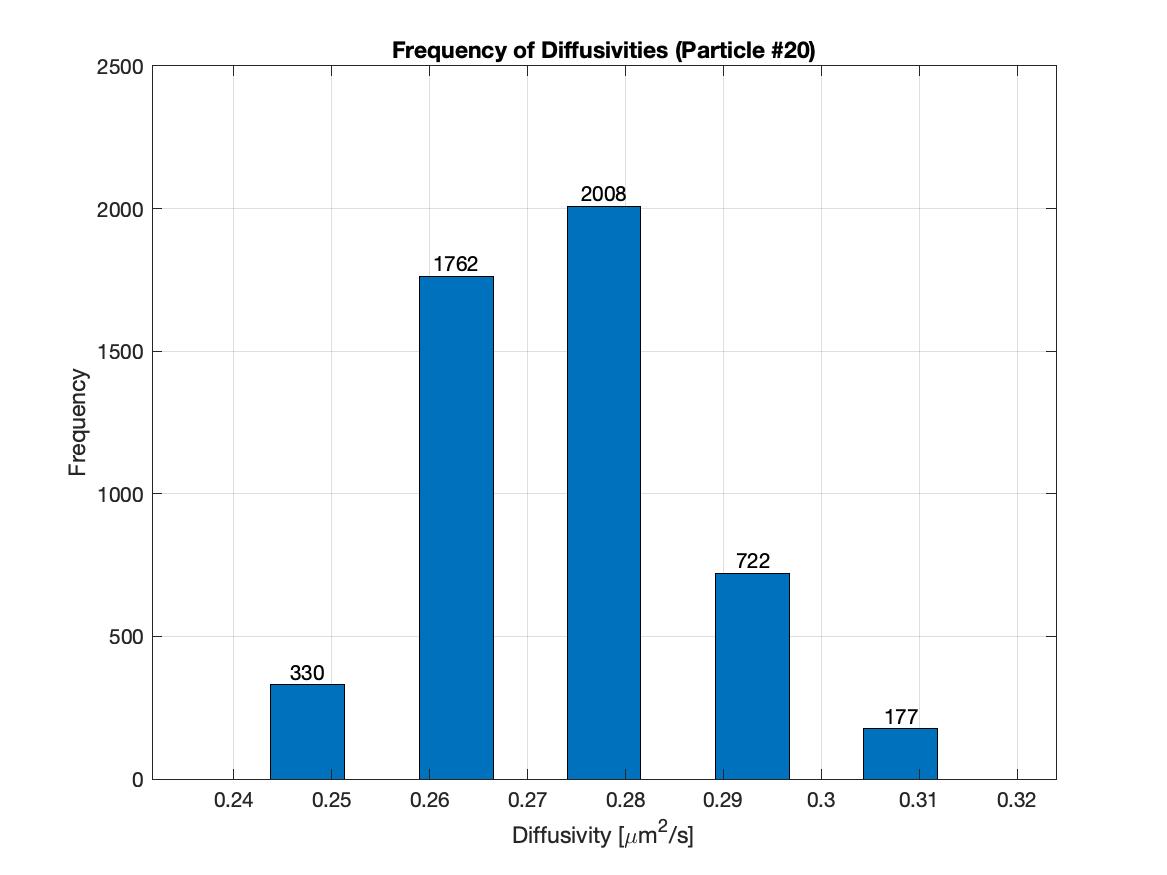 Frequency of Diffusivities (Particle #20)
2500
2000
1500
1000
500
0
Frequency
330
1762
2008
722
177
0.24 0.25 0.26 0.27 0.28 0.29 0.3 0.31 0.32
Diffusivity [μm²/s]